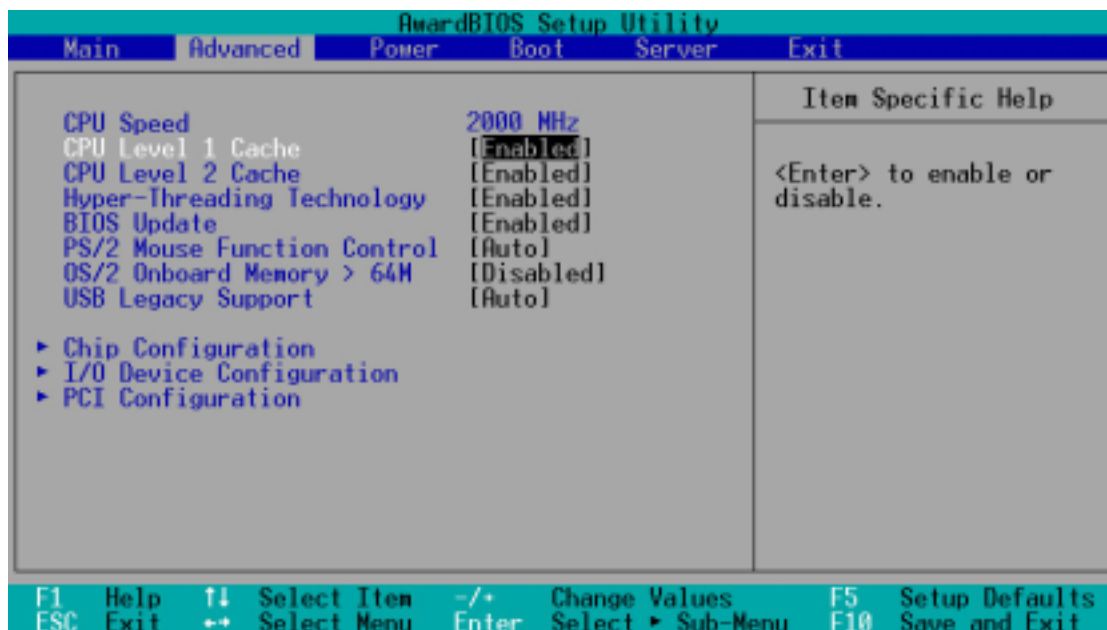 AwardBIOS Setup Utility
Main Advanced Power Boot Server Exit
Item Specific Help
CPU Speed 2000 MHz
CPU Level 1 Cache [Enabled]
CPU Level 2 Cache [Enabled]
Hyper-Threading Technology [Enabled]
BIOS Update [Enabled]
PS/2 Mouse Function Control [Auto]
OS/2 Onboard Memory > 64M [Disabled]
USB Legacy Support [Auto]
<Enter> to enable or
disable.
► Chip Configuration
► I/O Device Configuration
► PCI Configuration
F1 Help ↑↓ Select Item -/+ Change Values F5 Setup Defaults
ESC Exit ←→ Select Menu Enter Select ► Sub-Menu F10 Save and Exit